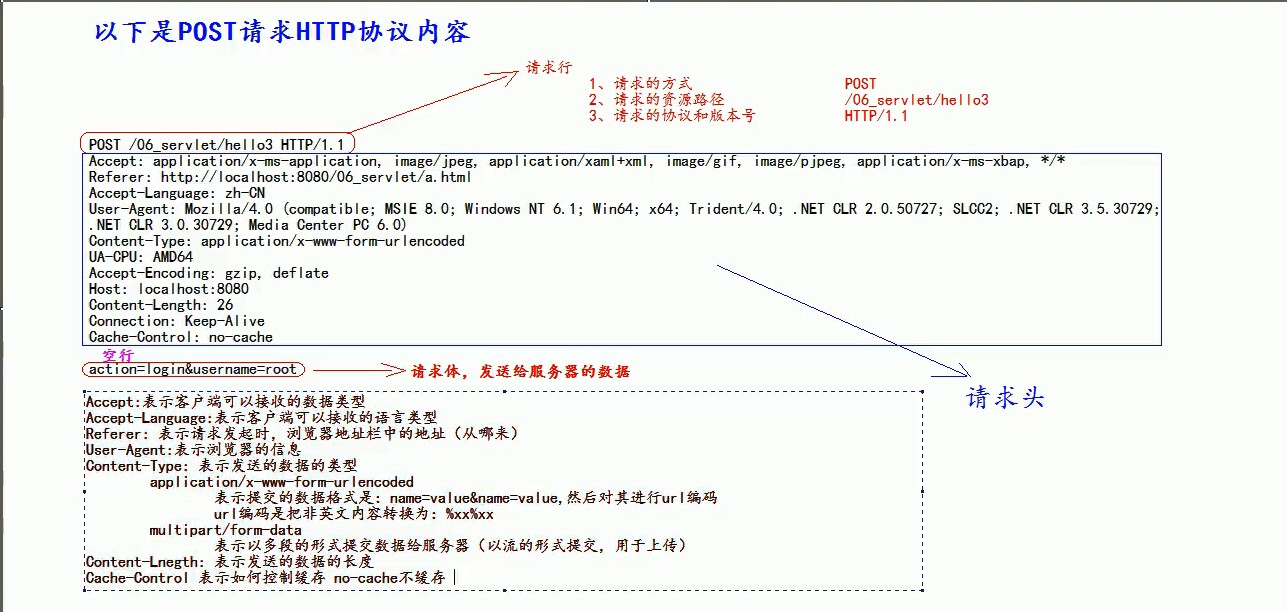 以下是POST请求HTTP协议内容
请求行
1、请求的方式 POST
2、请求的资源路径 /06_servlet/hello3
3、请求的协议和版本号 HTTP/1.1
POST /06_servlet/hello3 HTTP/1.1
Accept: application/x-ms-application, image/jpeg, application/xaml+xml, image/gif, image/pjpeg, application/x-ms-xbap, */*
Referer: http://localhost:8080/06_servlet/a.html
Accept-Language: zh-CN
User-Agent: Mozilla/4.0 (compatible; MSIE 8.0; Windows NT 6.1; Win64; x64; Trident/4.0; .NET CLR 2.0.50727; SLCC2; .NET CLR 3.5.30729;
.NET CLR 3.0.30729; Media Center PC 6.0)
Content-Type: application/x-www-form-urlencoded
UA-CPU: AMD64
Accept-Encoding: gzip, deflate
Host: localhost:8080
Content-Length: 26
Connection: Keep-Alive
Cache-Control: no-cache
空行
action=login&username=root
请求体，发送给服务器的数据
请求头
Accept:表示客户端可以接收的数据类型
Accept-Language:表示客户端可以接收的语言类型
Referer: 表示请求发起时，浏览器地址栏中的地址（从哪来）
User-Agent:表示浏览器的信息
Content-Type: 表示发送的数据的类型
application/x-www-form-urlencoded
表示提交的数据格式是: name=value&name=value,然后对其进行url编码
url编码是把非英文内容转换为: %xx%xx
multipart/form-data
表示以多段的形式提交数据给服务器（以流的形式提交，用于上传）
Content-Lnegth: 表示发送的数据的长度
Cache-Control 表示如何控制缓存 no-cache不缓存